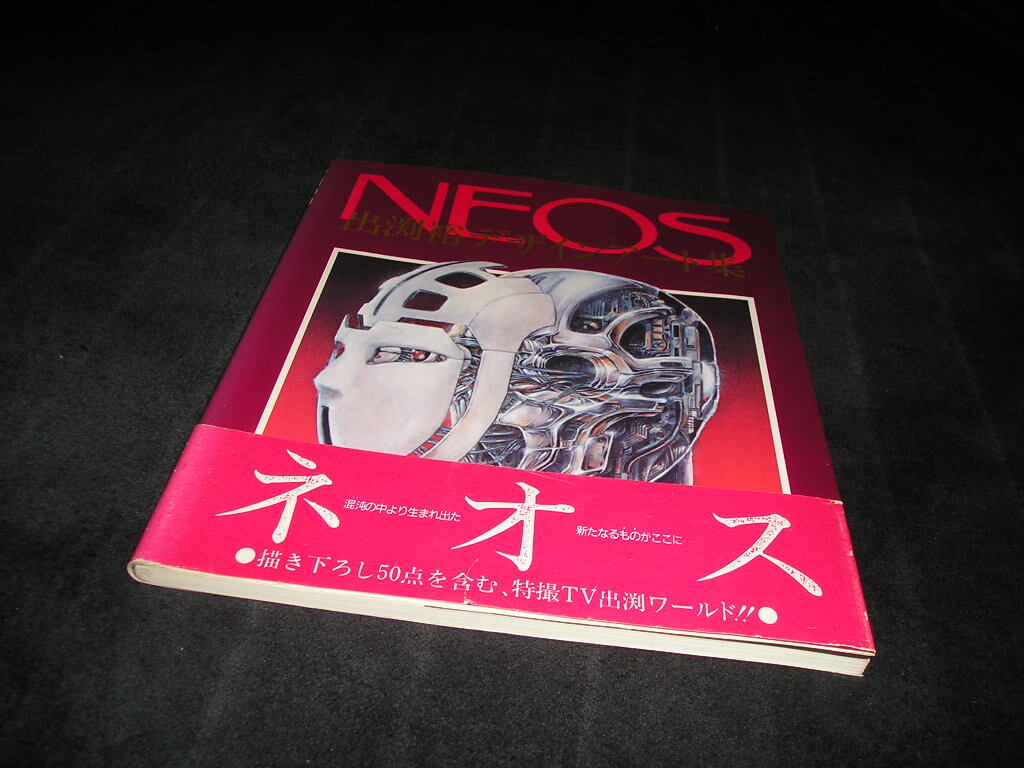 NEOS
出渕裕デザインアート集
ネオス
混沌の中より生まれ出た
新たなるものがここに
●描き下ろし50点を含む、特撮TV出渕ワールド!!●